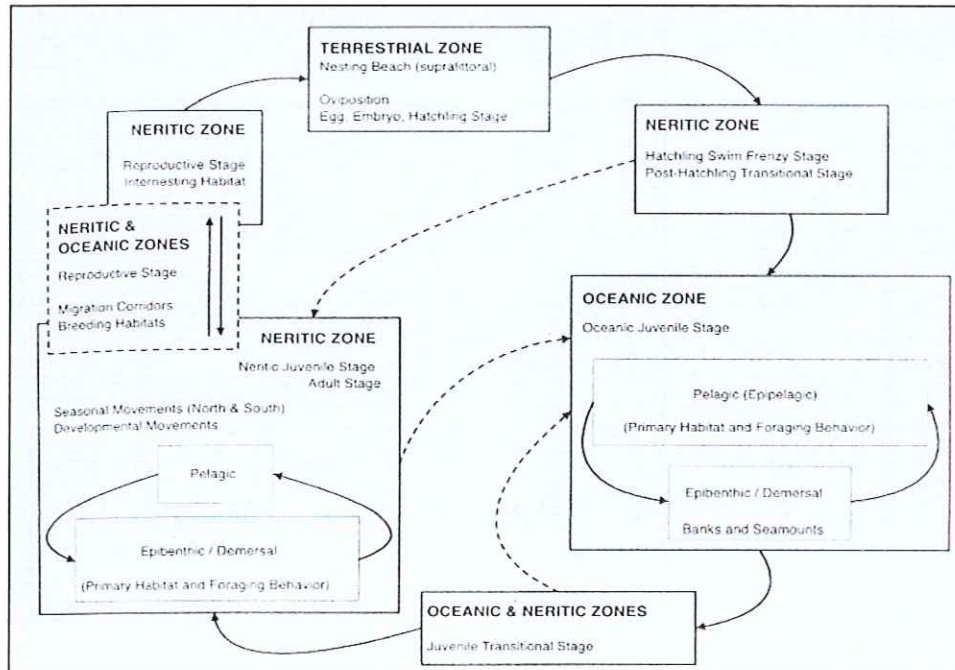 TERRESTRIAL ZONE
Nesting Beach (supralittoral)
Oviposition
Egg, Embryo, Hatchling Stage
NERITIC ZONE
Hatchling Swim Frenzy Stage
Post-Hatchling Transitional Stage
NERITIC ZONE
Reproductive Stage
Internesting Habitat
NERITIC &
OCEANIC ZONES
Reproductive Stage
Migration Corridors
Breeding Habitats
OCEANIC ZONE
Oceanic Juvenile Stage
Pelagic (Epipelagic)
(Primary Habitat and Foraging Behavior)
Epibenthic / Demersal
Banks and Seamounts
NERITIC ZONE
Neritic Juvenile Stage
Adult Stage
Seasonal Movements (North & South)
Developmental Movements
Pelagic
Epibenthic / Demersal
(Primary Habitat and Foraging Behavior)
OCEANIC & NERITIC ZONES
Juvenile Transitional Stage